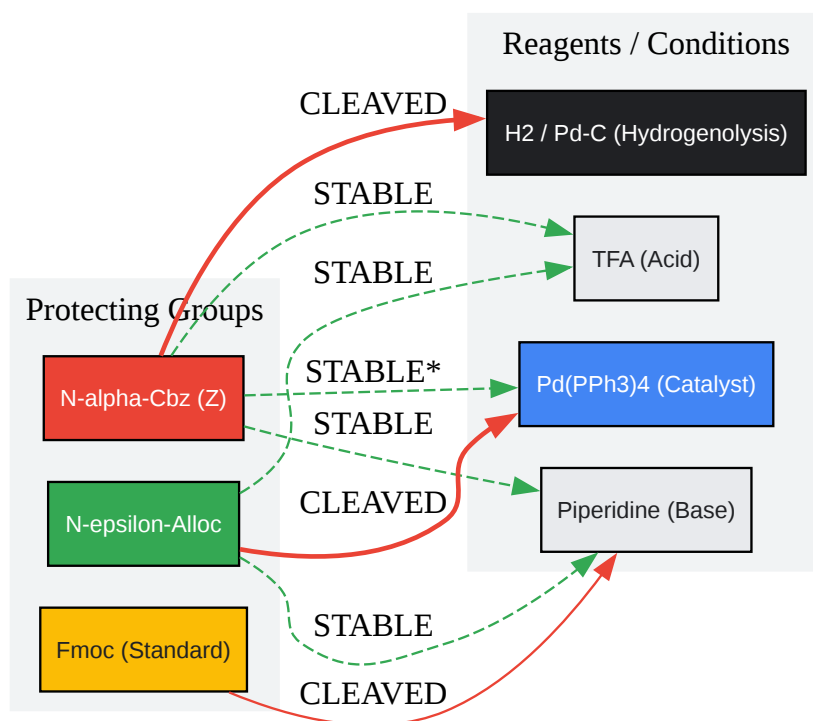 Reagents / Conditions
CLEAVED
H2 / Pd-C (Hydrogenolysis)
STABLE
TFA (Acid)
STABLE
Protecting Groups
STABLE*
Pd(PPh3)4 (Catalyst)
N-alpha-Cbz (Z)
STABLE
CLEAVED
Piperidine (Base)
N-epsilon-Alloc
STABLE
Fmoc (Standard)
CLEAVED